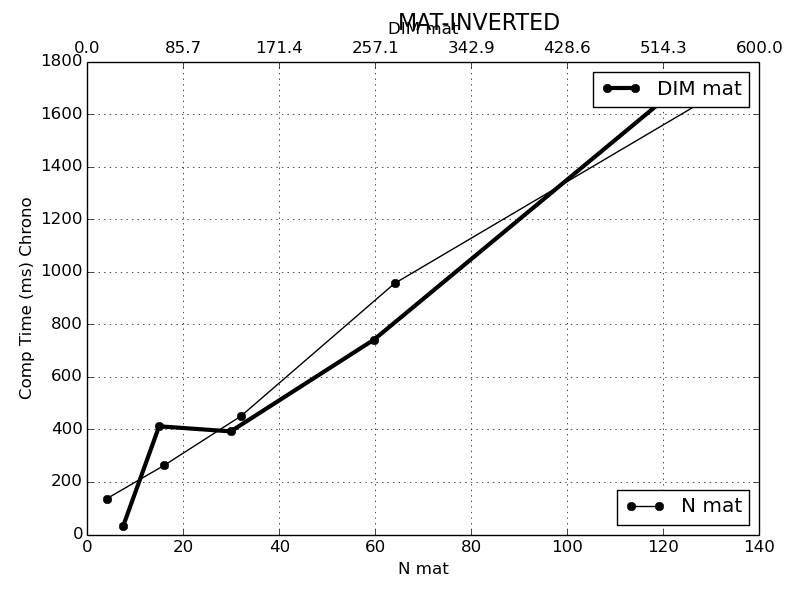 MAT-INVERTED
DIM mat
0.0 85.7 171.4 257.1 342.9 428.6 514.3 600.0
1800
DIM mat
1600
1400
1200
Comp Time (ms) Chrono
1000
800
600
400
200
N mat
0
0 20 40 60 80 100 120 140
N mat